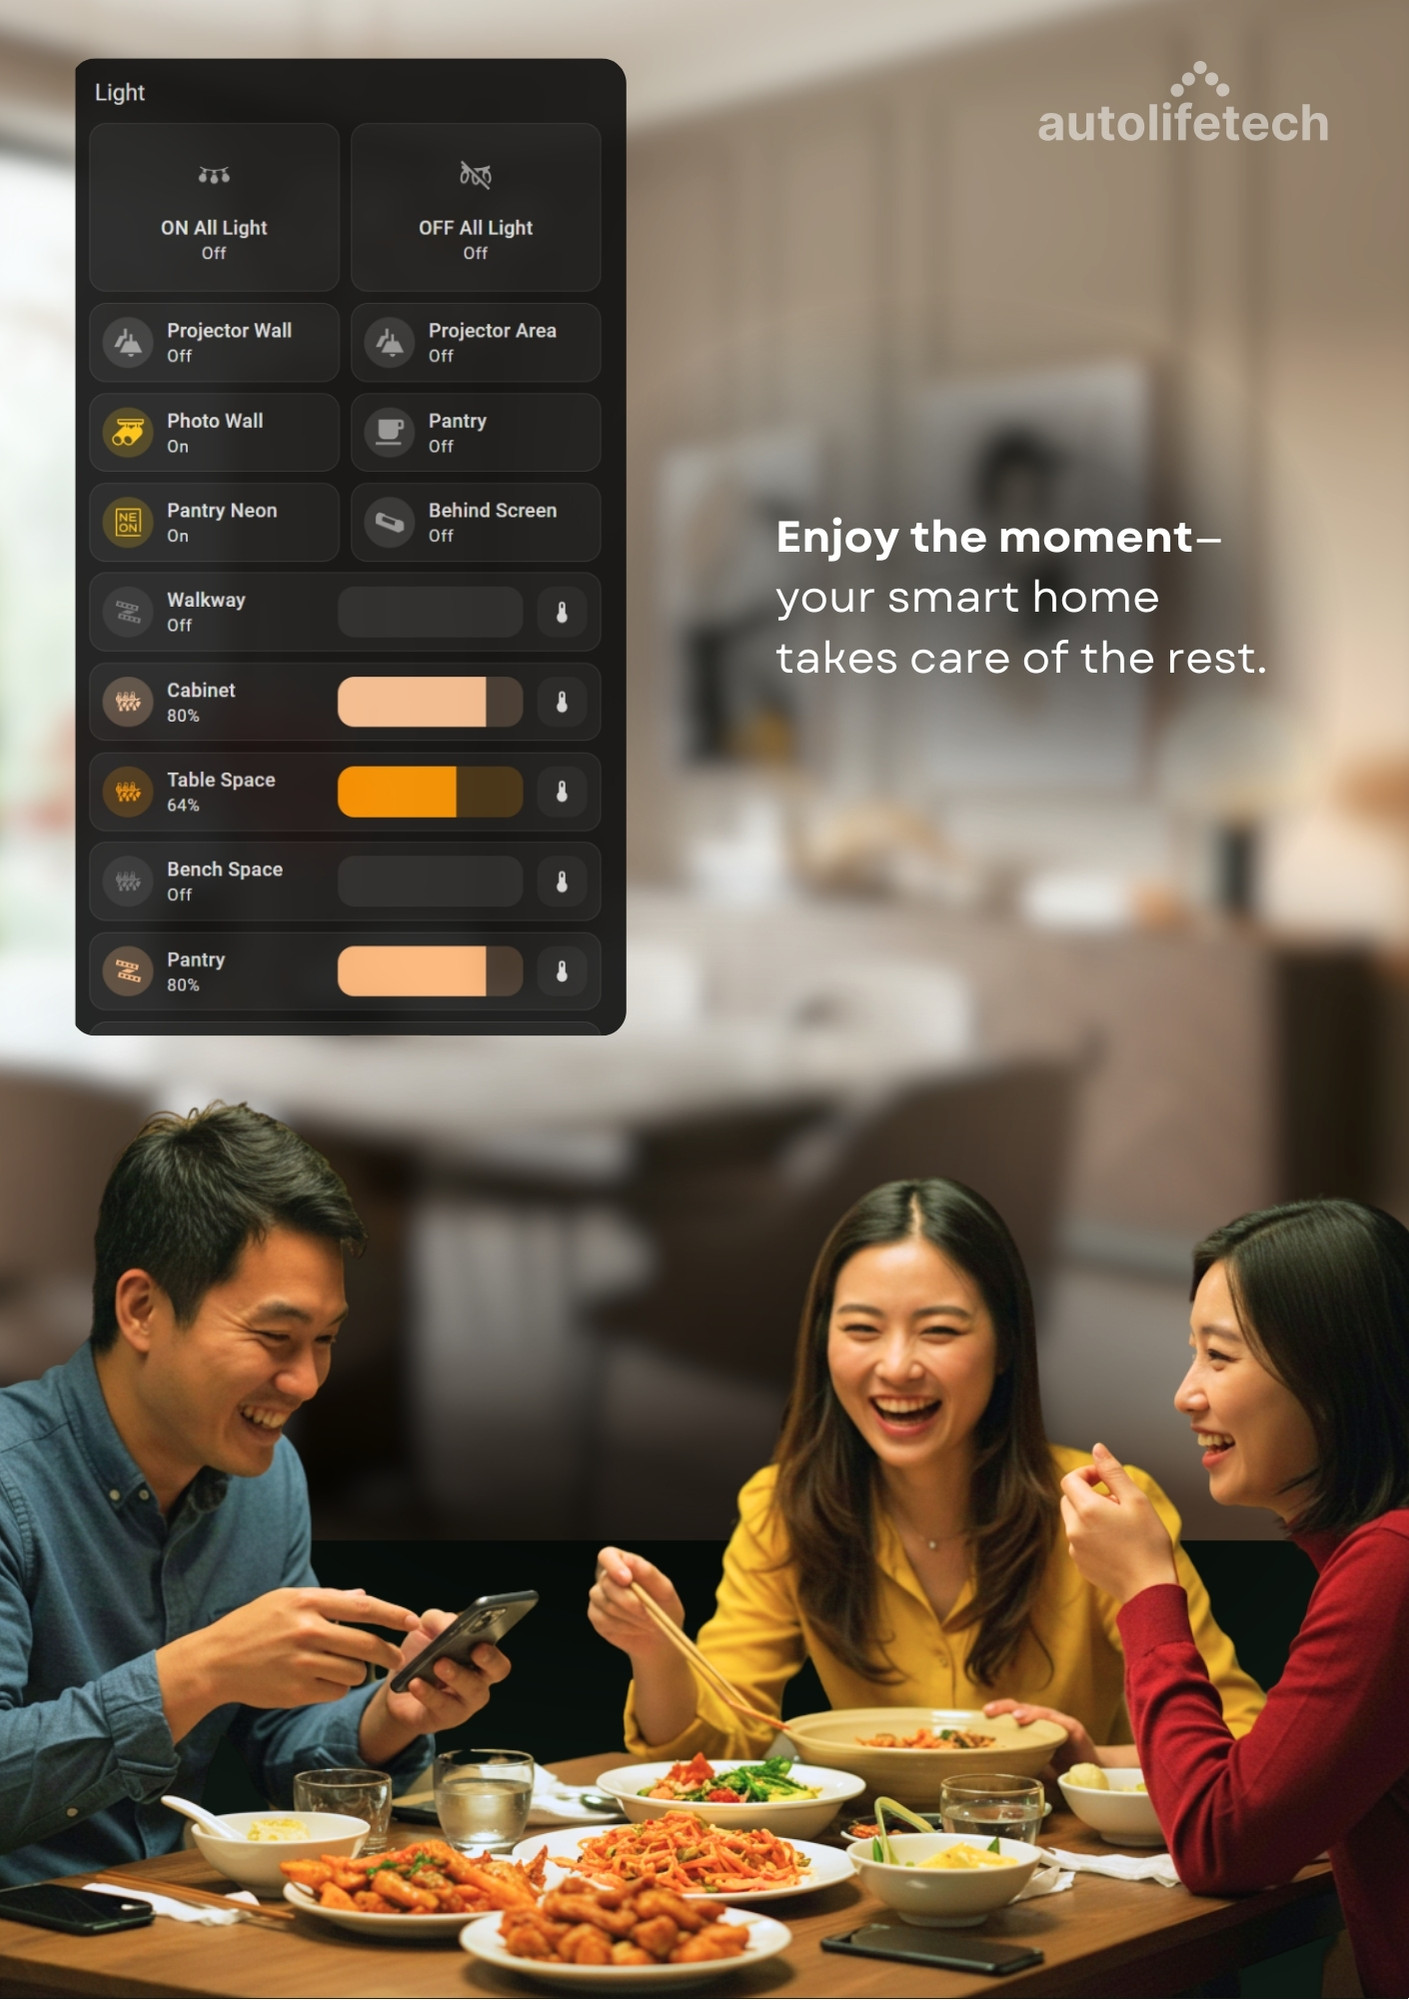 Light
ON All Light
Off
OFF All Light
Off
Projector Wall
Off
Projector Area
Off
Photo Wall
On
Pantry
Off
Pantry Neon
On
NE
ON
Behind Screen
Off
Walkway
Off
Cabinet
80%
Table Space
64%
Bench Space
Off
Pantry
80%
autolifetech
Enjoy the moment–
your smart home
takes care of the rest.